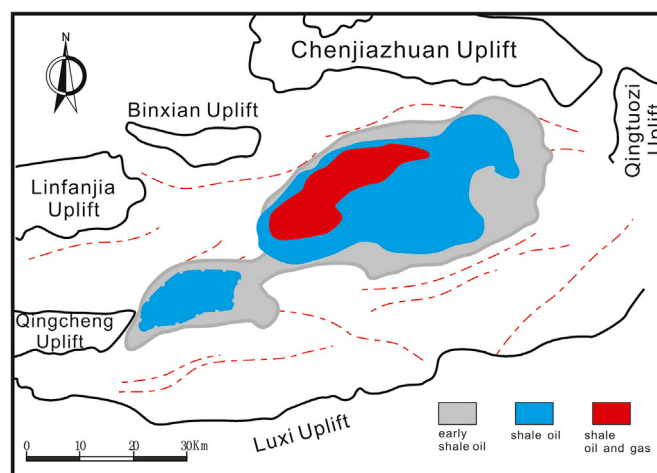 N
Chenjiazhuan Uplift
Binxian Uplift
Qingtuozi
Uplift
Linfanjia
Uplift
Qingcheng
Uplift
Luxi Uplift
early
shale oil
shale oil
shale
oil and gas
0 10 20 30Km